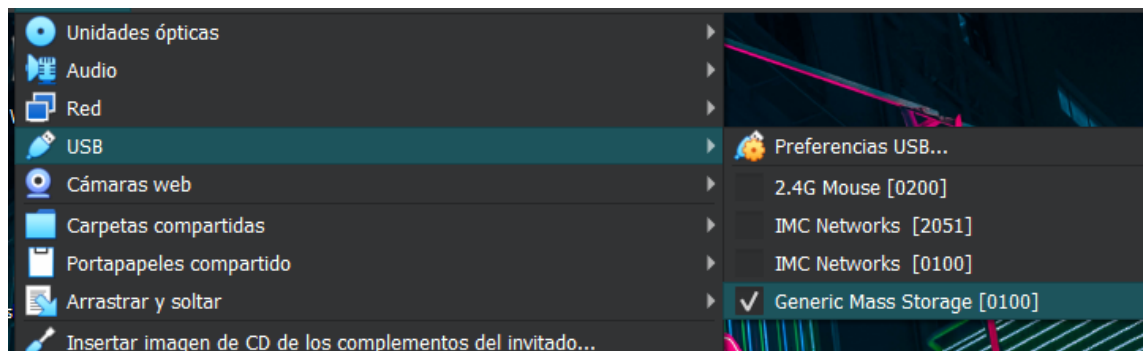 Unidades ópticas
Audio
Red
USB
Cámaras web
Carpetas compartidas
Portapapeles compartido
Arrastrar y soltar
Insertar imagen de CD de los complementos del invitado...
Preferencias USB...
2.4G Mouse [0200]
IMC Networks  [2051]
IMC Networks  [0100]
Generic Mass Storage [0100]